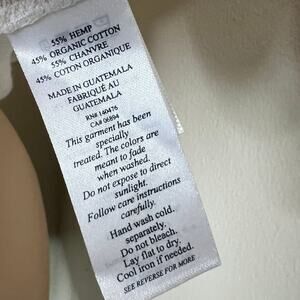 55% HEMP
45% ORGANIC COTTON
55% CHANVRE
45% COTON ORGANIQUE
MADE IN GUATEMALA
FABRIQUÉ AU
GUATEMALA
RN# 140476
CA# 06894
This garment has been
specially
treated. The colors are
meant to fade
when washed.
Do not expose to direct
sunlight.
Follow care instructions
carefully.
Hand wash cold.
separately.
Do not bleach.
Lay flat to dry.
Cool iron if needed.
SEE REVERSE FOR MORE